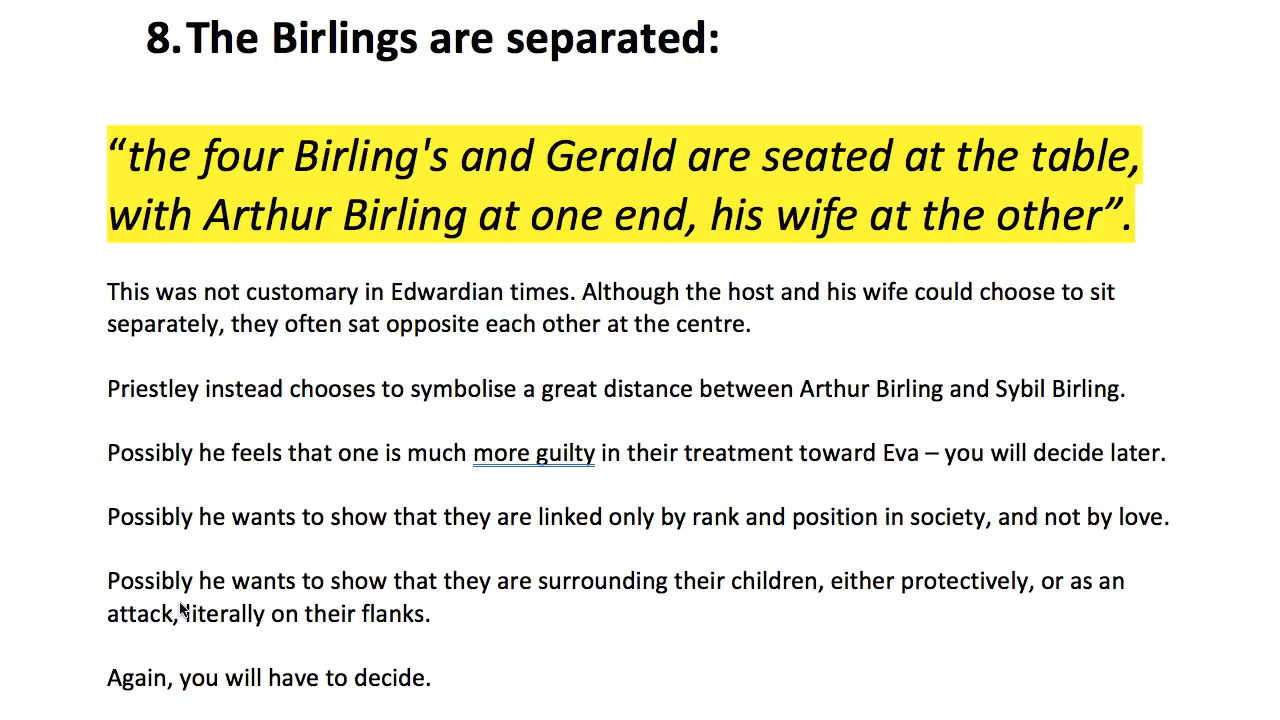 8. The Birlings are separated:
“the four Birling's and Gerald are seated at the table,
with Arthur Birling at one end, his wife at the other”.
This was not customary in Edwardian times. Although the host and his wife could choose to sit
separately, they often sat opposite each other at the centre.
Priestley instead chooses to symbolise a great distance between Arthur Birling and Sybil Birling.
Possibly he feels that one is much more guilty in their treatment toward Eva – you will decide later.
Possibly he wants to show that they are linked only by rank and position in society, and not by love.
Possibly he wants to show that they are surrounding their children, either protectively, or as an
attack, literally on their flanks.
Again, you will have to decide.